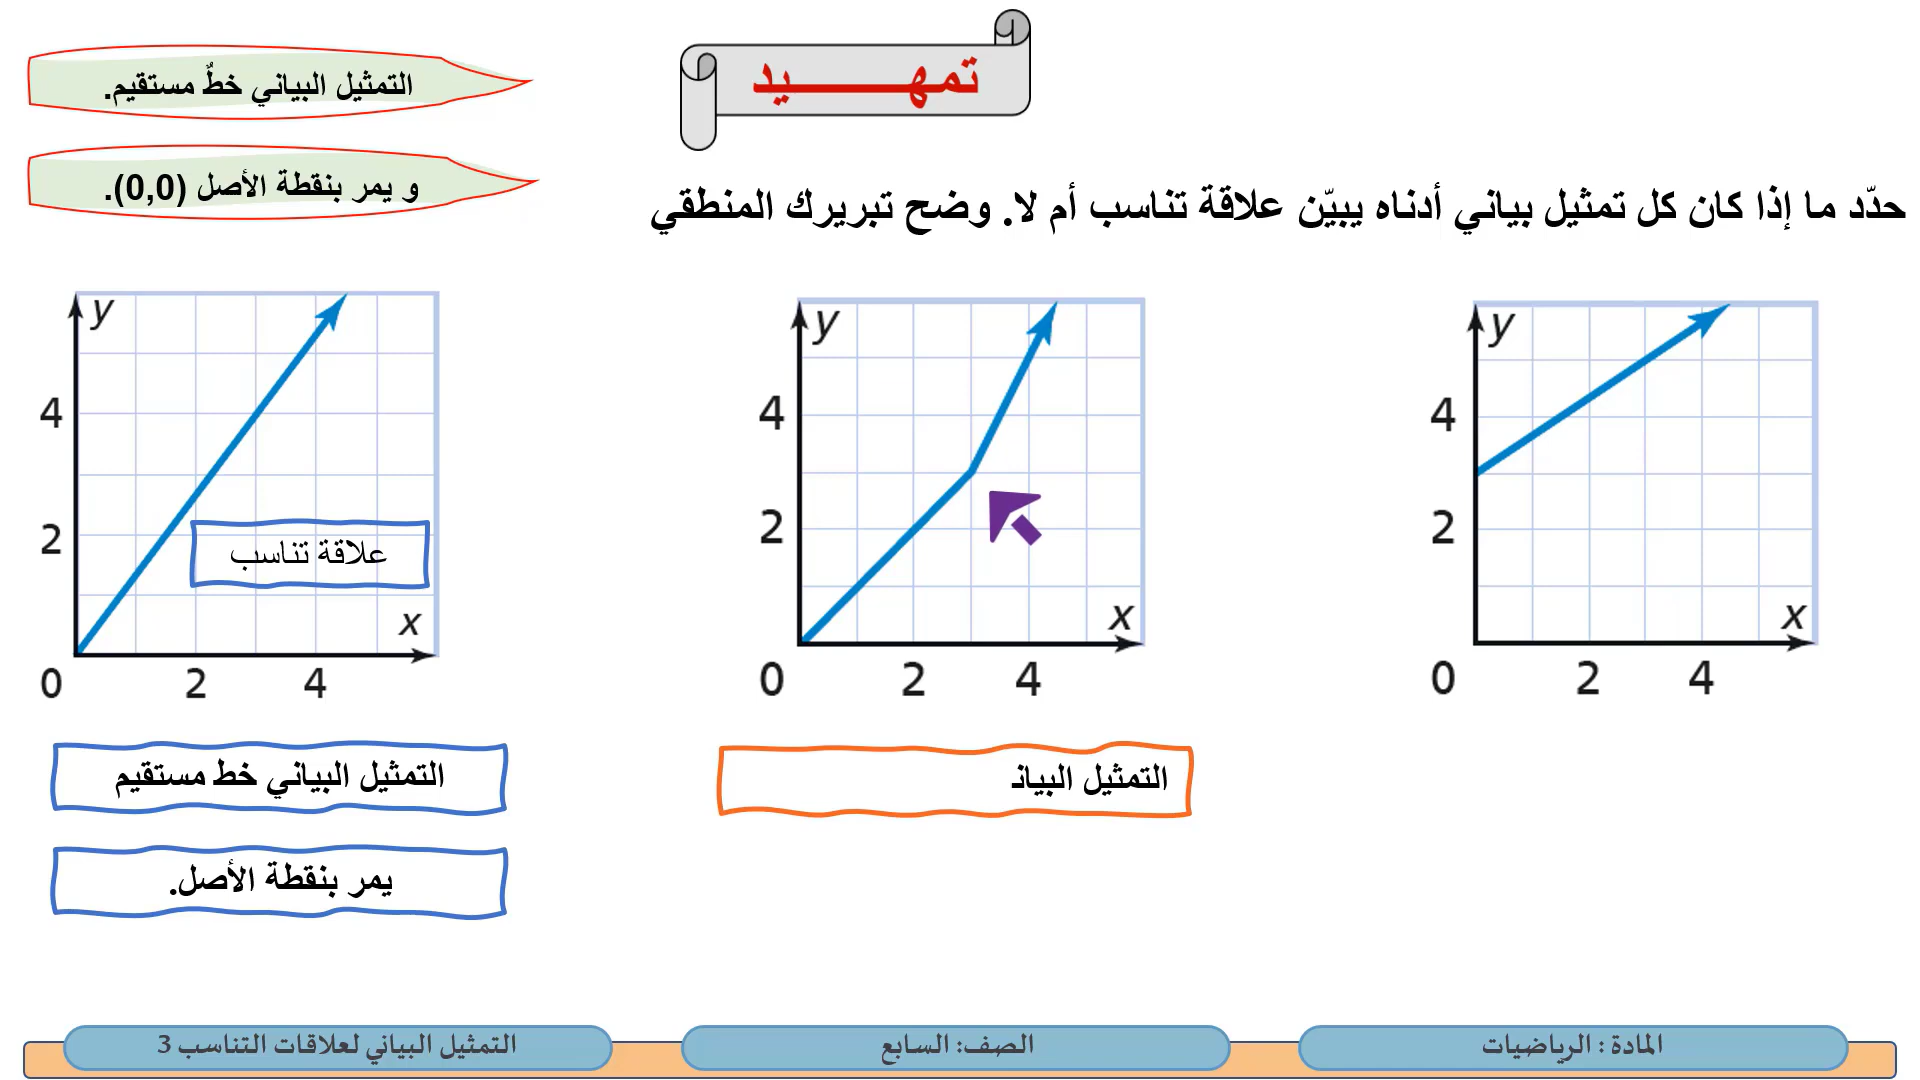 تمهيد
التمثيل البياني خطٌ مستقيم.
و يمر بنقطة الأصل (0,0).
حدّد ما إذا كان كل تمثيل بياني أدناه يبيّن علاقة تناسب أم لا. وضح تبريرك المنطقي
y
4
2
0
2
4
x
علاقة تناسب
y
4
2
0
2
4
x
y
4
2
0
2
4
x
التمثيل البياني خط مستقيم
يمر بنقطة الأصل.
التمثيل البياذ
المادة : الرياضيات
الصف: السابع
التمثيل البياني لعلاقات التناسب 3